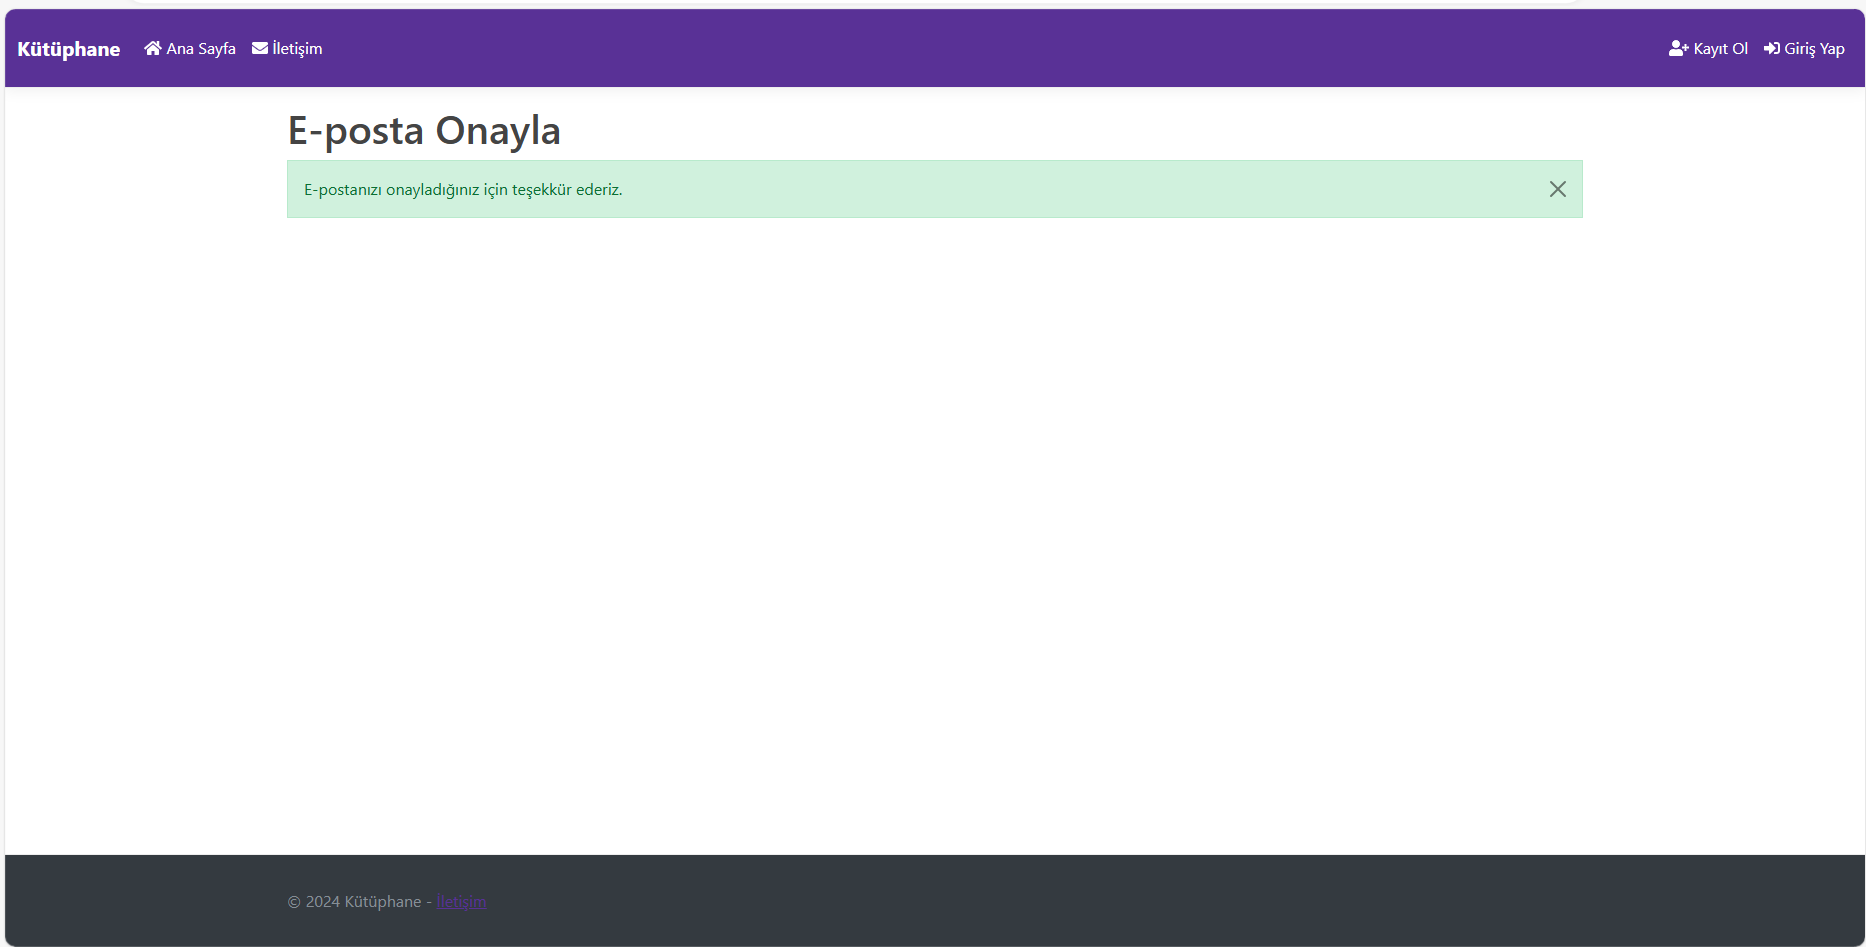 Kütüphane Ana Sayfa İletişim Kayıt Ol Giriş Yap
E-posta Onayla
E-postanızı onayladığınız için teşekkür ederiz.
© 2024 Kütüphane - İletişim